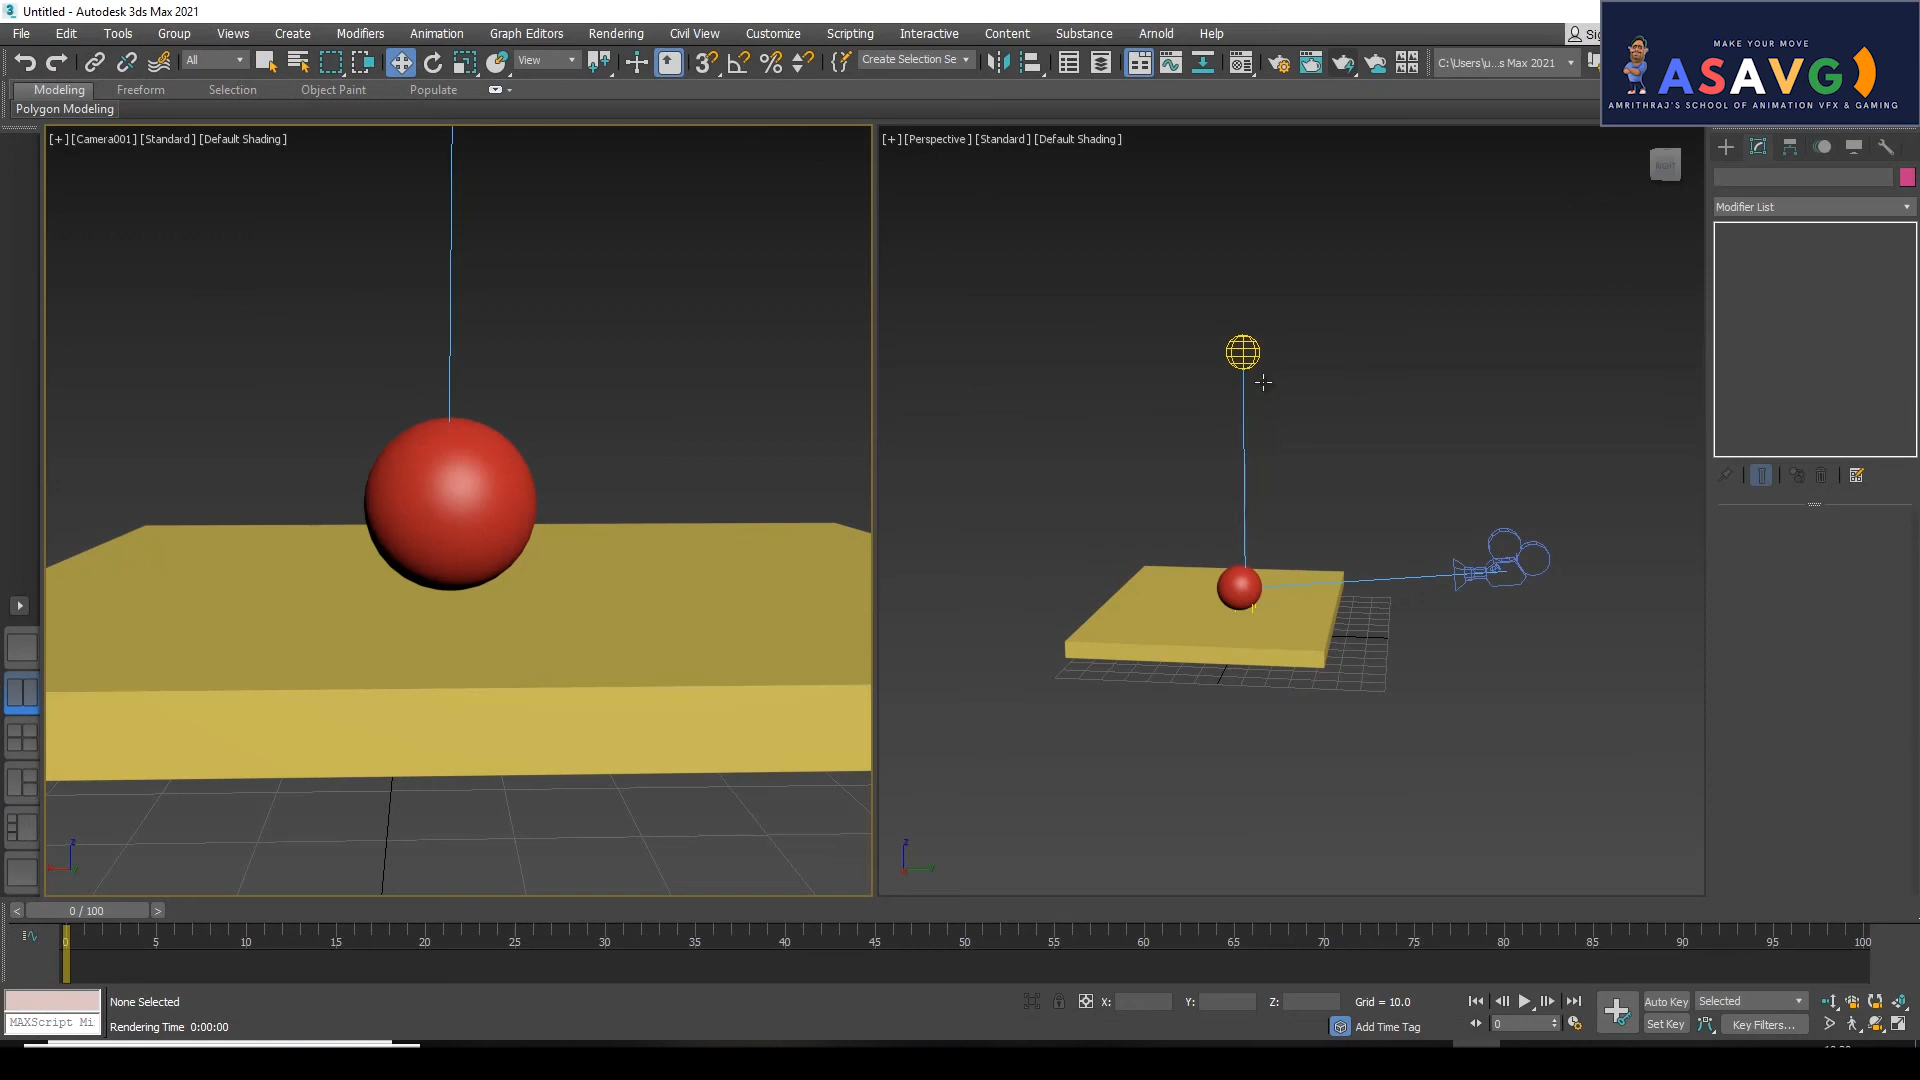 Untitled - Autodesk 3ds Max 2021
File Edit Tools Group Views Create Modifiers Animation Graph Editors Rendering Civil View Customize Scripting Interactive Content Substance Arnold Help
All View Create Selection Se C:\Users\u...s Max 2021
MAKE YOUR MOVE
ASAVG
AMRITHRAJ'S SCHOOL OF ANIMATION VFX & GAMING
Modeling Freeform Selection Object Paint Populate
Polygon Modeling
[+] [Camera001] [Standard] [Default Shading]
[+] [Perspective] [Standard] [Default Shading]
RIGHT
Modifier List
0 / 100
0 5 10 15 20 25 30 35 40 45 50 55 60 65 70 75 80 85 90 95 100
None Selected
X: Y: Z: Grid = 10.0
Auto Key Selected
MAXScript Mi
Rendering Time 0:00:00
Add Time Tag
0
Set Key Key Filters...